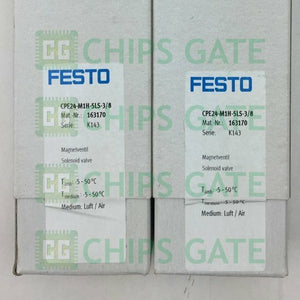 CHIPS GATE
FESTO
CPE24-M1H-5LS-3/8
Mat.-Nr.: 163170
Serie: K143
Magnetventil
Solenoid valve
-5 - 50 °C
-5 - 50 °C
Medium: Luft / Air
FESTO
CPE24-M1H-5LS-3/8
Mat.-Nr.: 163170
Serie: K143
Magnetventil
Solenoid valve
-5 - 50 °C
-5 - 50 °C
Medium: Luft / Air
CHIPS GATE